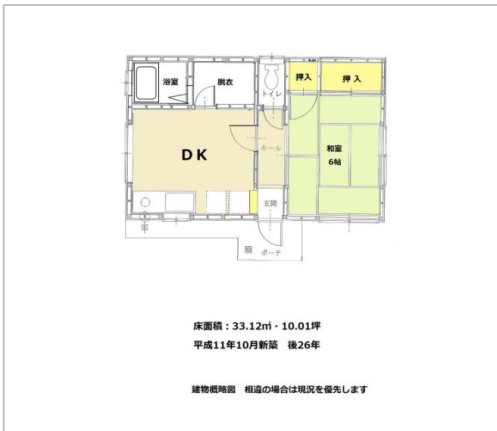 浴室
脱衣
トイレ
押入
押 入
DK
ホール
和室
6帖
玄関
ポーチ
床面積：33.12㎡・10.01坪
平成11年10月新築　後26年
建物概略図　相違の場合は現況を優先します